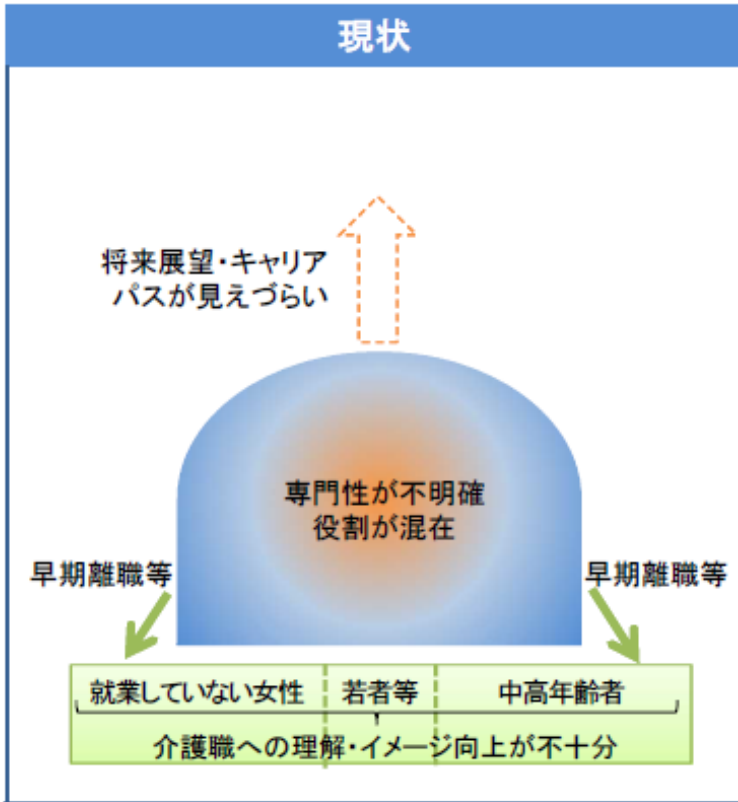 現状
将来展望・キャリア
パスが見えづらい
専門性が不明確
役割が混在
早期離職等
早期離職等
就業していない女性 若者等 中高年齢者
介護職への理解・イメージ向上が不十分